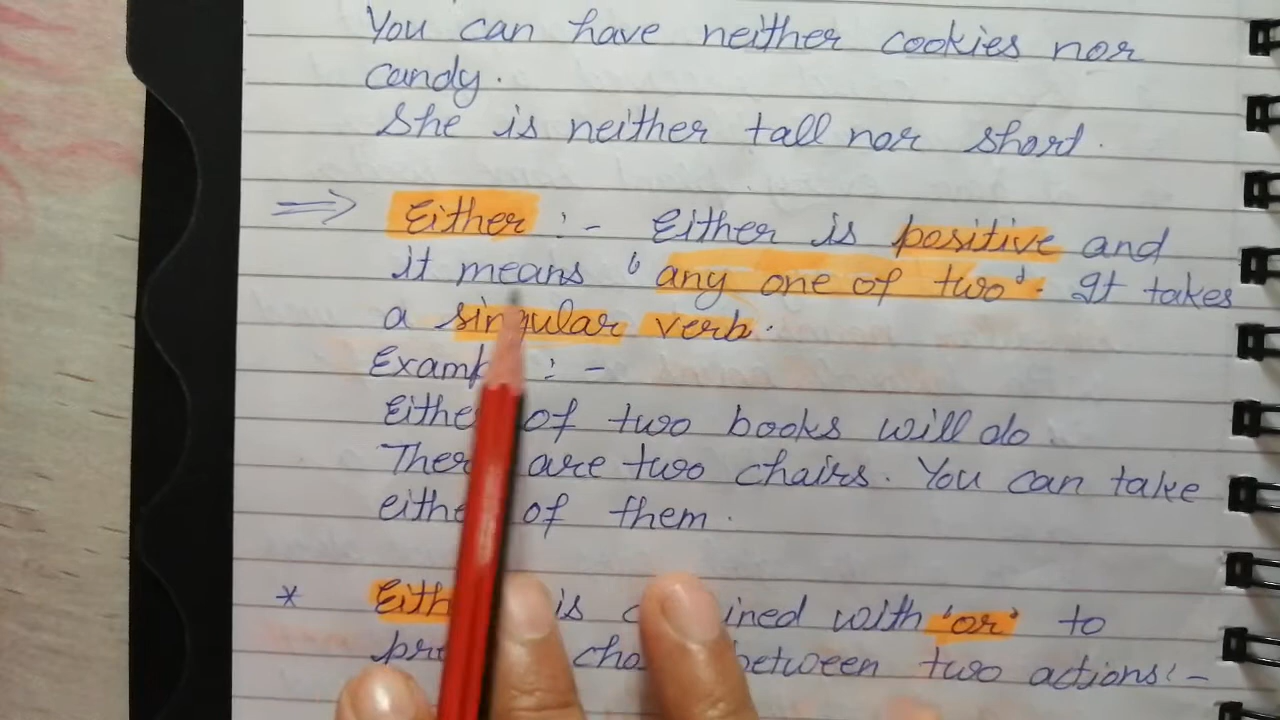 You can have neither cookies nor
candy.
She is neither tall nor short.
⇒ Either :- Either is positive and
it means 'any one of two'. It takes
a singular verb.
:-
of two books will do.
are two chairs. You can take
of them.
* is with 'or' to
between two actions:-